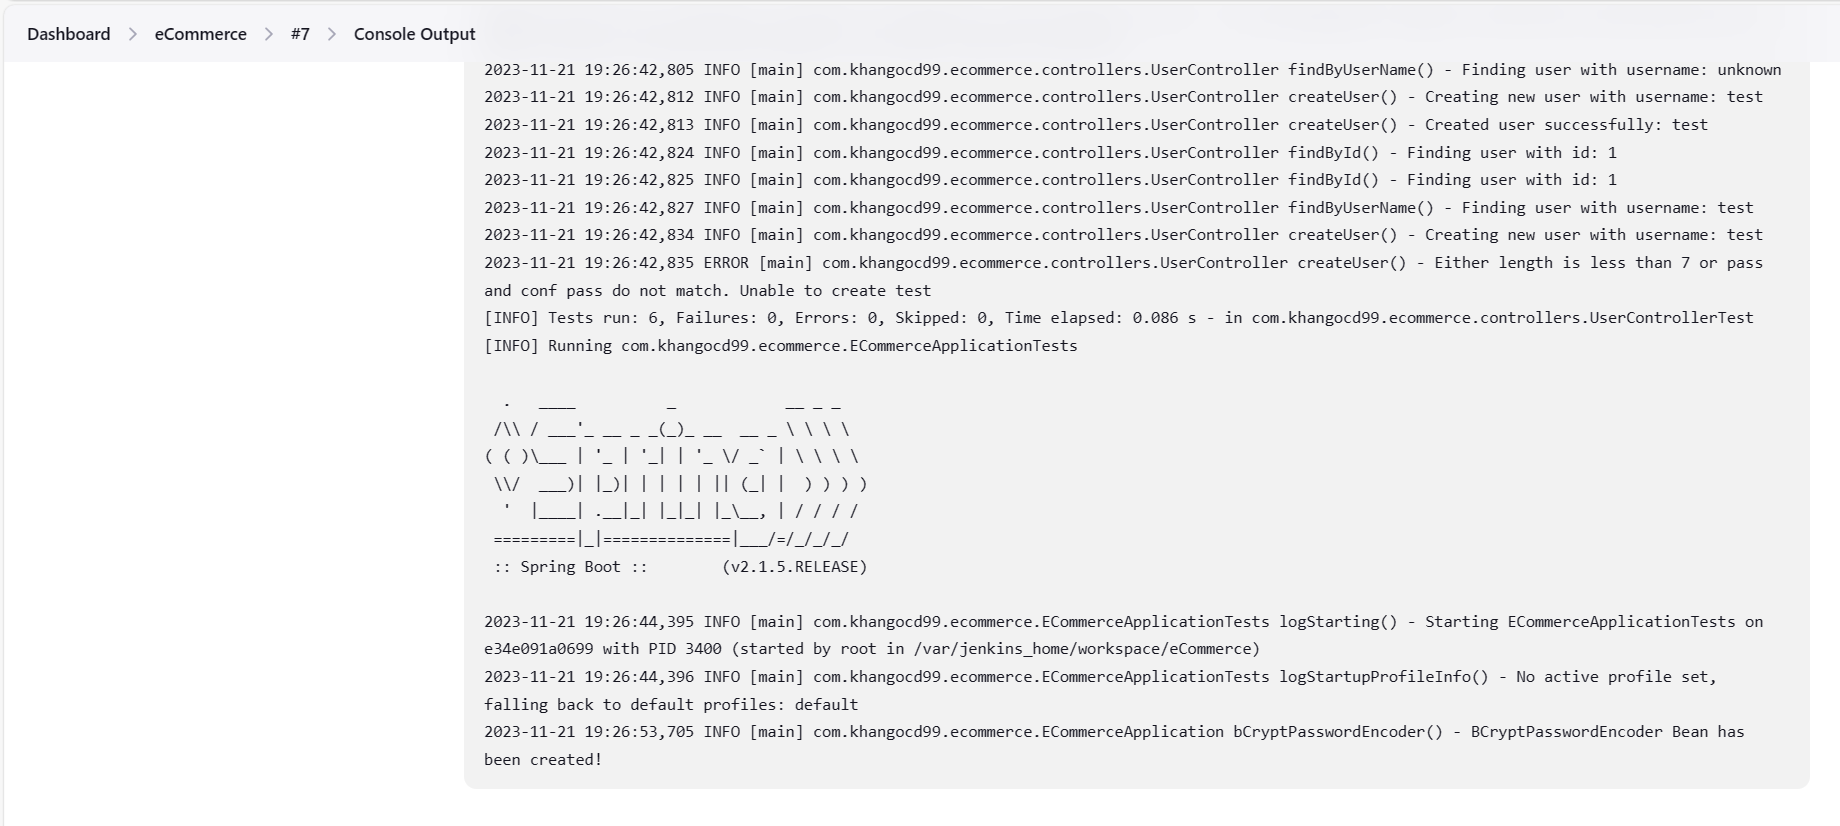 Dashboard > eCommerce > #7 > Console Output
2023-11-21 19:26:42,805 INFO [main] com.khangocd99.ecommerce.controllers.UserController findByUserName() - Finding user with username: unknown
2023-11-21 19:26:42,812 INFO [main] com.khangocd99.ecommerce.controllers.UserController createUser() - Creating new user with username: test
2023-11-21 19:26:42,813 INFO [main] com.khangocd99.ecommerce.controllers.UserController createUser() - Created user successfully: test
2023-11-21 19:26:42,824 INFO [main] com.khangocd99.ecommerce.controllers.UserController findById() - Finding user with id: 1
2023-11-21 19:26:42,825 INFO [main] com.khangocd99.ecommerce.controllers.UserController findById() - Finding user with id: 1
2023-11-21 19:26:42,827 INFO [main] com.khangocd99.ecommerce.controllers.UserController findByUserName() - Finding user with username: test
2023-11-21 19:26:42,834 INFO [main] com.khangocd99.ecommerce.controllers.UserController createUser() - Creating new user with username: test
2023-11-21 19:26:42,835 ERROR [main] com.khangocd99.ecommerce.controllers.UserController createUser() - Either length is less than 7 or pass
and conf pass do not match. Unable to create test
[INFO] Tests run: 6, Failures: 0, Errors: 0, Skipped: 0, Time elapsed: 0.086 s - in com.khangocd99.ecommerce.controllers.UserControllerTest
[INFO] Running com.khangocd99.ecommerce.ECommerceApplicationTests
  .   ____          _            __ _ _
 /\\ / ___'_ __ _ _(_)_ __  __ _ \ \ \ \
( ( )\___ | '_ | '_| | '_ \/ _` | \ \ \ \
 \\/  ___)| |_)| | | | | || (_| |  ) ) ) )
  '  |____| .__|_| |_|_| |_\__, | / / / /
 =========|_|==============|___/=/_/_/_/
 :: Spring Boot ::        (v2.1.5.RELEASE)
2023-11-21 19:26:44,395 INFO [main] com.khangocd99.ecommerce.ECommerceApplicationTests logStarting() - Starting ECommerceApplicationTests on
e34e091a0699 with PID 3400 (started by root in /var/jenkins_home/workspace/eCommerce)
2023-11-21 19:26:44,396 INFO [main] com.khangocd99.ecommerce.ECommerceApplicationTests logStartupProfileInfo() - No active profile set,
falling back to default profiles: default
2023-11-21 19:26:53,705 INFO [main] com.khangocd99.ecommerce.ECommerceApplication bCryptPasswordEncoder() - BCryptPasswordEncoder Bean has
been created!